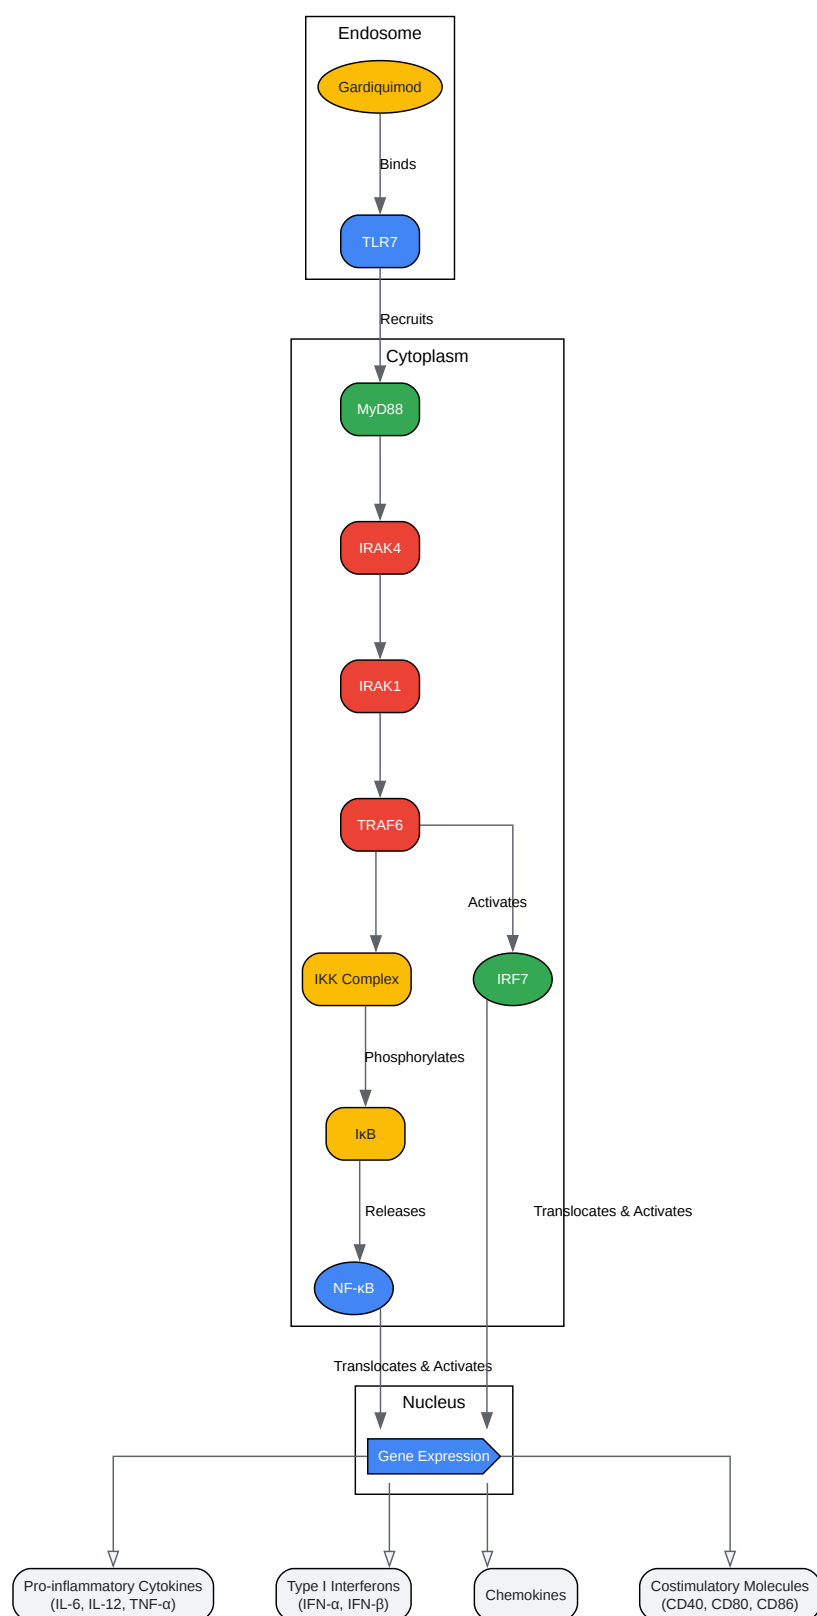 Endosome
Gardiquimod
Binds
TLR7
Recruits
Cytoplasm
MyD88
IRAK4
IRAK1
TRAF6
Activates
IKK Complex
IRF7
Phosphorylates
IκB
Releases
Translocates & Activates
NF-κB
Translocates & Activates
Nucleus
Gene Expression
Pro-inflammatory Cytokines
(IL-6, IL-12, TNF-α)
Type I Interferons
(IFN-α, IFN-β)
Chemokines
Costimulatory Molecules
(CD40, CD80, CD86)